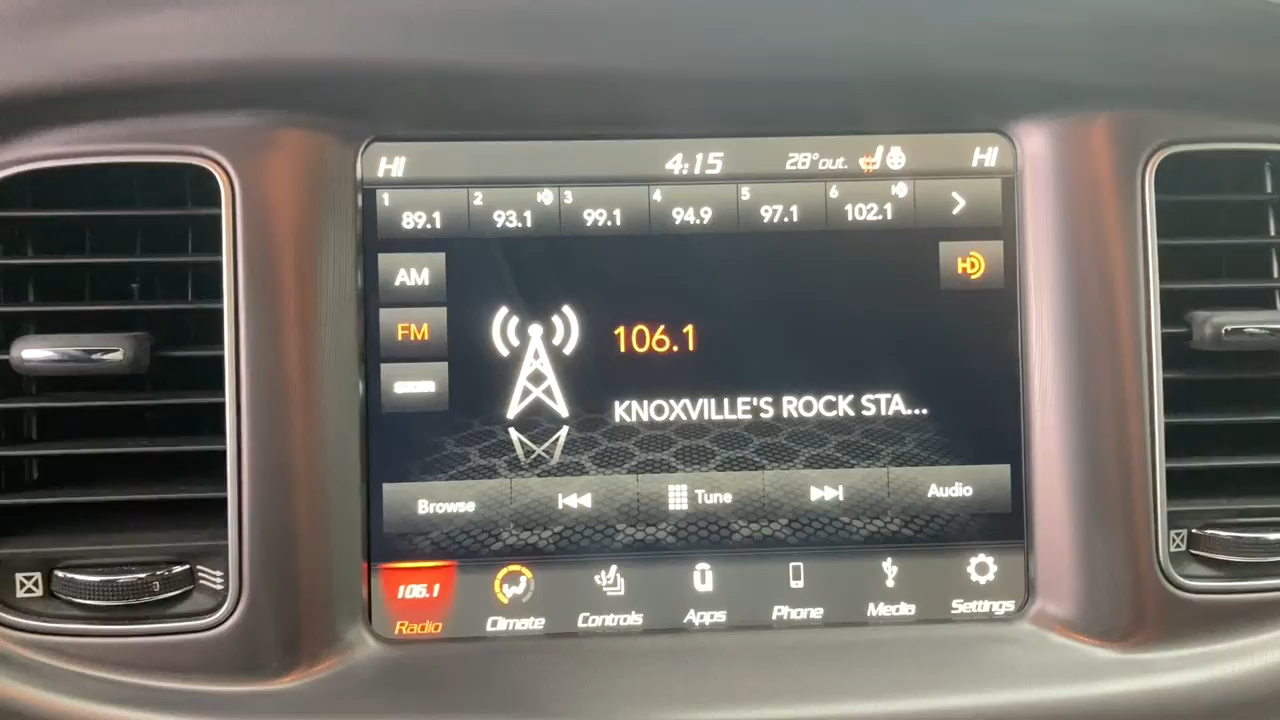 HI 4:15 28° out. HI
1 2 3 4 5 6
89.1 93.1 99.1 94.9 97.1 102.1
HD
AM
FM
106.1
KNOXVILLE'S ROCK STA...
Browse Tune Audio
106.1
Radio Climate Controls Apps Phone Media Settings